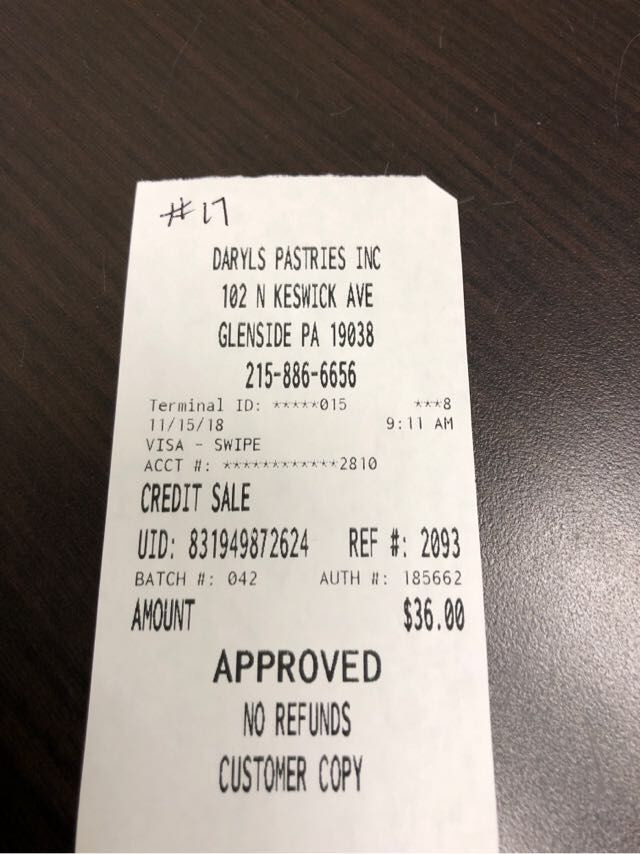 #17
DARYLS PASTRIES INC
102 N KESWICK AVE
GLENSIDE PA 19038
215-886-6656
Terminal ID: *****015 ***8
11/15/18 9:11 AM
VISA - SWIPE
ACCT #: ************2810
CREDIT SALE
UID: 831949872624 REF #: 2093
BATCH #: 042 AUTH #: 185662
AMOUNT $36.00
APPROVED
NO REFUNDS
CUSTOMER COPY